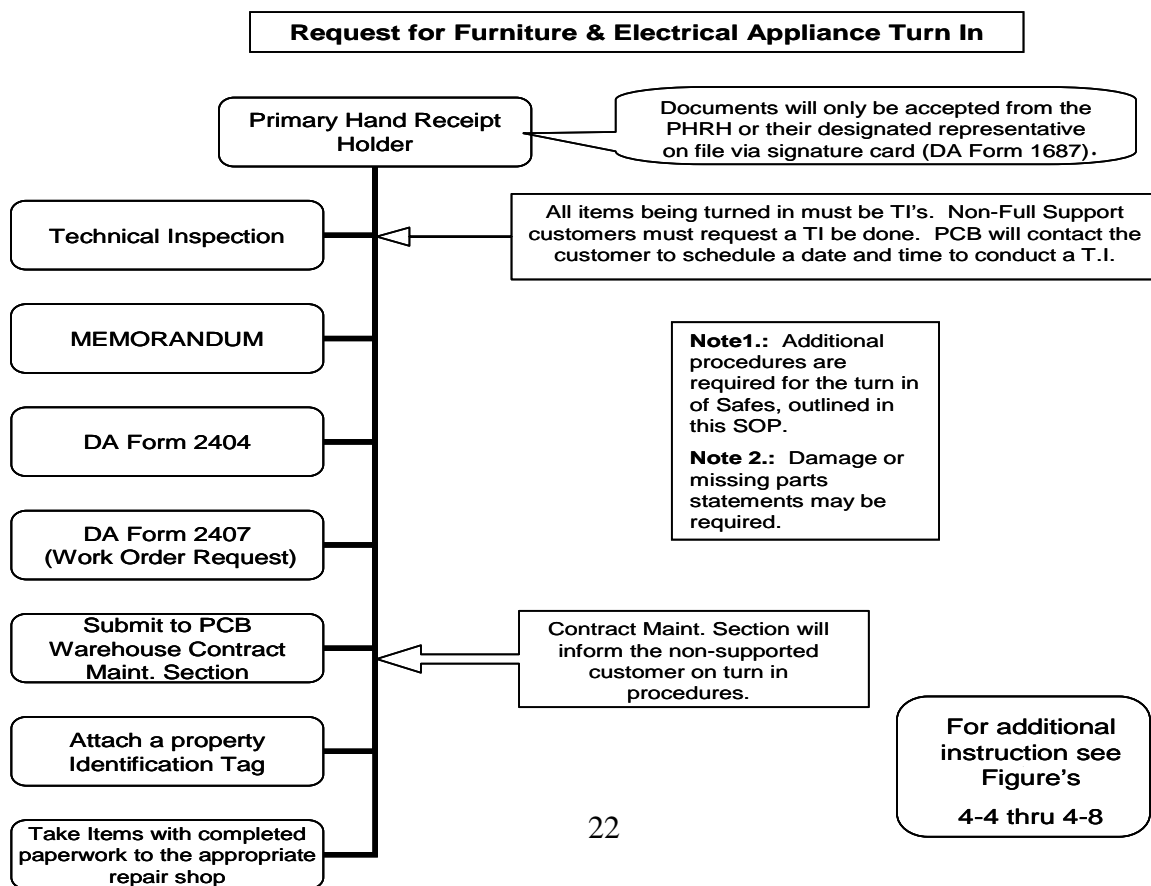 Request for Furniture & Electrical Appliance Turn In
Primary Hand Receipt
Holder
Documents will only be accepted from the
PHRH or their designated representative
on file via signature card (DA Form 1687).
Technical Inspection
All items being turned in must be TI's. Non-Full Support
customers must request a TI be done. PCB will contact the
customer to schedule a date and time to conduct a T.I.
MEMORANDUM
Note1.: Additional
procedures are
required for the turn in
of Safes, outlined in
this SOP.
Note 2.: Damage or
missing parts
statements may be
required.
DA Form 2404
DA Form 2407
(Work Order Request)
Submit to PCB
Warehouse Contract
Maint. Section
Contract Maint. Section will
inform the non-supported
customer on turn in
procedures.
Attach a property
Identification Tag
For additional
instruction see
Figure's
4-4 thru 4-8
Take Items with completed
paperwork to the appropriate
repair shop
22